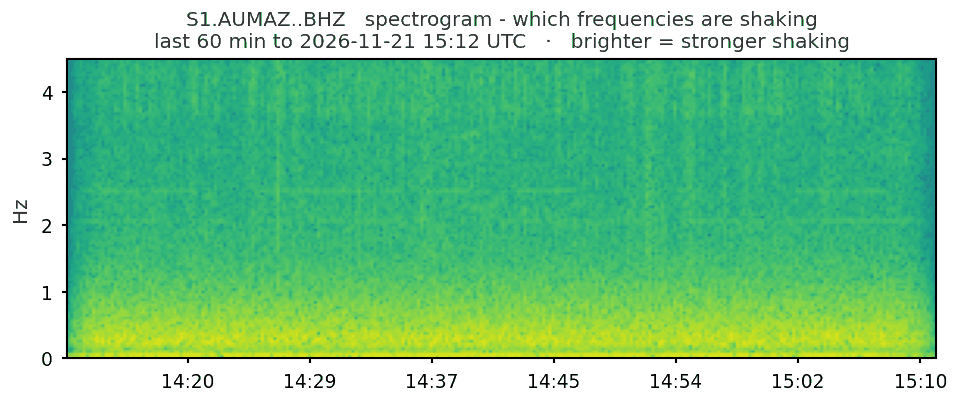 S1.AUMAZ..BHZ   spectrogram - which frequencies are shaking
last 60 min to 2026-11-21 15:12 UTC   ·   brighter = stronger shaking
4
3
Hz
2
1
0
14:20 14:29 14:37 14:45 14:54 15:02 15:10